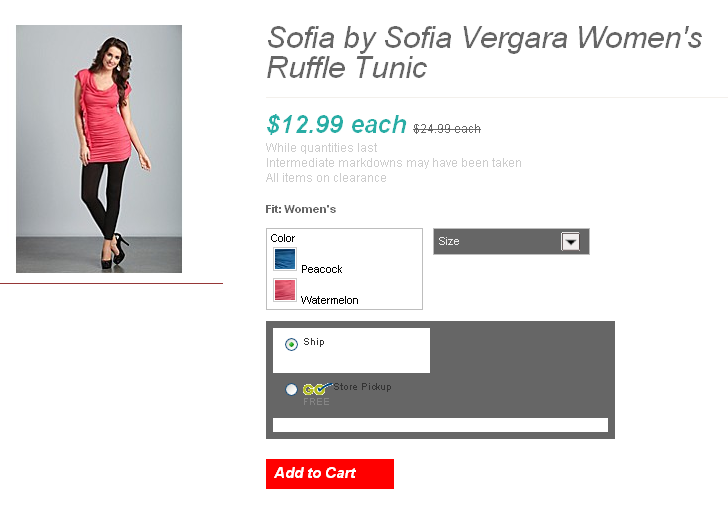 Sofia by Sofia Vergara Women's
Ruffle Tunic
$12.99 each $24.99 each
While quantities last
Intermediate markdowns may have been taken
All items on clearance
Fit: Women's
Color
Size
Peacock
Watermelon
Ship
Store Pickup
FREE
Add to Cart